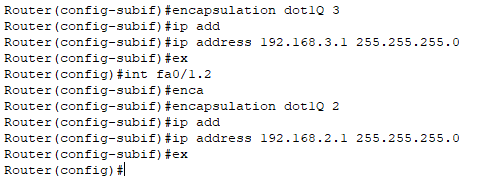 Router(config-subif)#encapsulation dot1Q 3
Router(config-subif)#ip add
Router(config-subif)#ip address 192.168.3.1 255.255.255.0
Router(config-subif)#ex
Router(config)#int fa0/1.2
Router(config-subif)#enca
Router(config-subif)#encapsulation dot1Q 2
Router(config-subif)#ip add
Router(config-subif)#ip address 192.168.2.1 255.255.255.0
Router(config-subif)#ex
Router(config)#